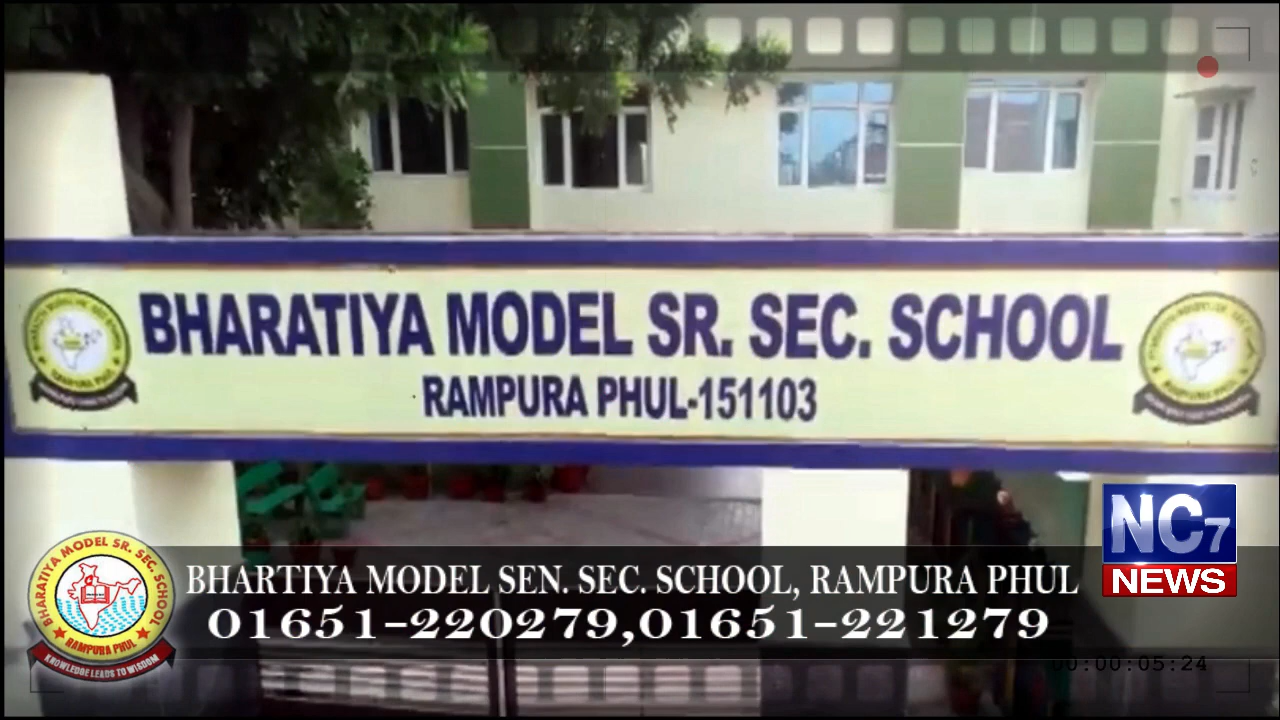 BHARATIYA MODEL SR. SEC. SCHOOL
RAMPURA PHUL-151103
NC7
NEWS
BHARATIYA MODEL SR. SEC. SCHOOL
RAMPURA PHUL
KNOWLEDGE LEADS TO WISDOM
BHARTIYA MODEL SEN. SEC. SCHOOL, RAMPURA PHUL
01651-220279,01651-221279
00:00:05:24